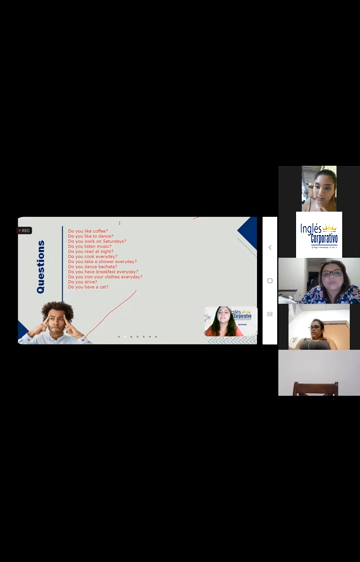 REC
Questions
Do you like coffee?
Do you like to dance?
Do you work on Saturdays?
Do you listen music?
Do you read at night?
Do you cook everyday?
Do you take a shower everyday?
Do you dance bachata?
Do you have breakfast everyday?
Do you iron your clothes everyday?
Do you drive?
Do you have a cat?
Inglés
Corporativo
Inglés
Corporativo